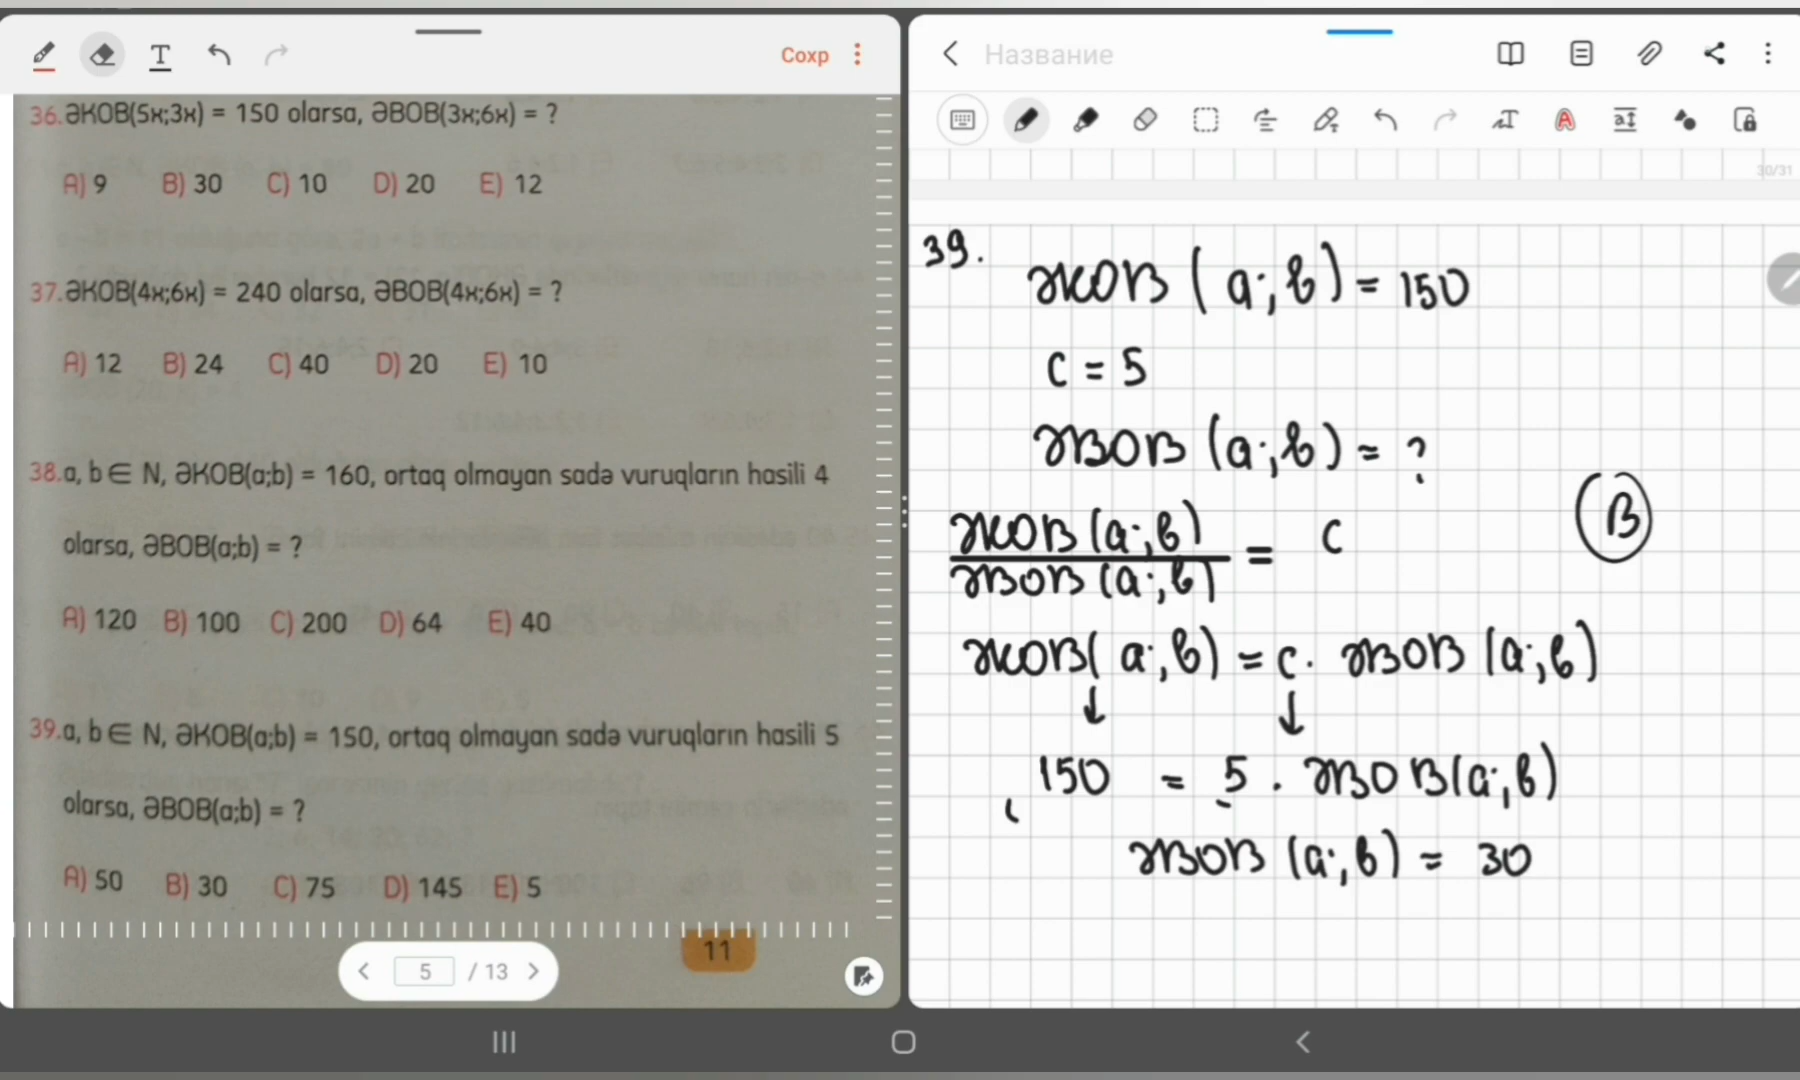 Сохр
36.ƏKOB(5x;3x) = 150 olarsa, ƏBOB(3x;6x) = ?
A) 9 B) 30 C) 10 D) 20 E) 12
37.ƏKOB(4x;6x) = 240 olarsa, ƏBOB(4x;6x) = ?
A) 12 B) 24 C) 40 D) 20 E) 10
38.a, b ∈ N, ƏKOB(a;b) = 160, ortaq olmayan sadə vuruqların hasili 4
olarsa, ƏBOB(a;b) = ?
A) 120 B) 100 C) 200 D) 64 E) 40
39.a, b ∈ N, ƏKOB(a;b) = 150, ortaq olmayan sadə vuruqların hasili 5
olarsa, ƏBOB(a;b) = ?
A) 50 B) 30 C) 75 D) 145 E) 5
11
5 / 13
Название
30/31
39.
ƏKOB (a;b) = 150
c = 5
ƏBOB (a;b) = ?
B
ƏKOB (a;b)
= c
ƏBOB (a;b)
ƏKOB( a;b) = c · ƏBOB (a;b)
150 = 5 · ƏBOB(a;b)
ƏBOB (a;b) = 30